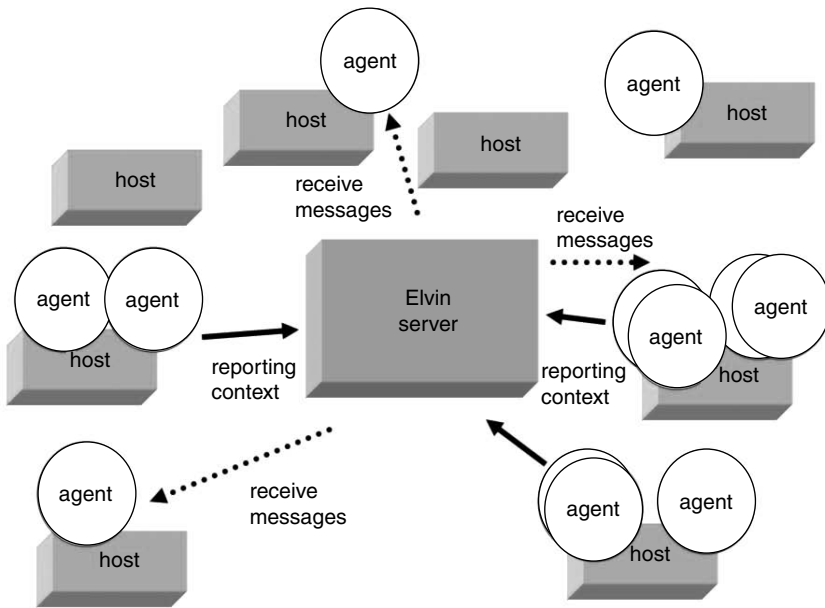 agent
agent
host
host
host
host
receive
messages
receive
messages
agent
agent
Elvin
server
agent
agent
host
reporting
context
reporting
context
host
agent
receive
messages
agent
agent
host
host